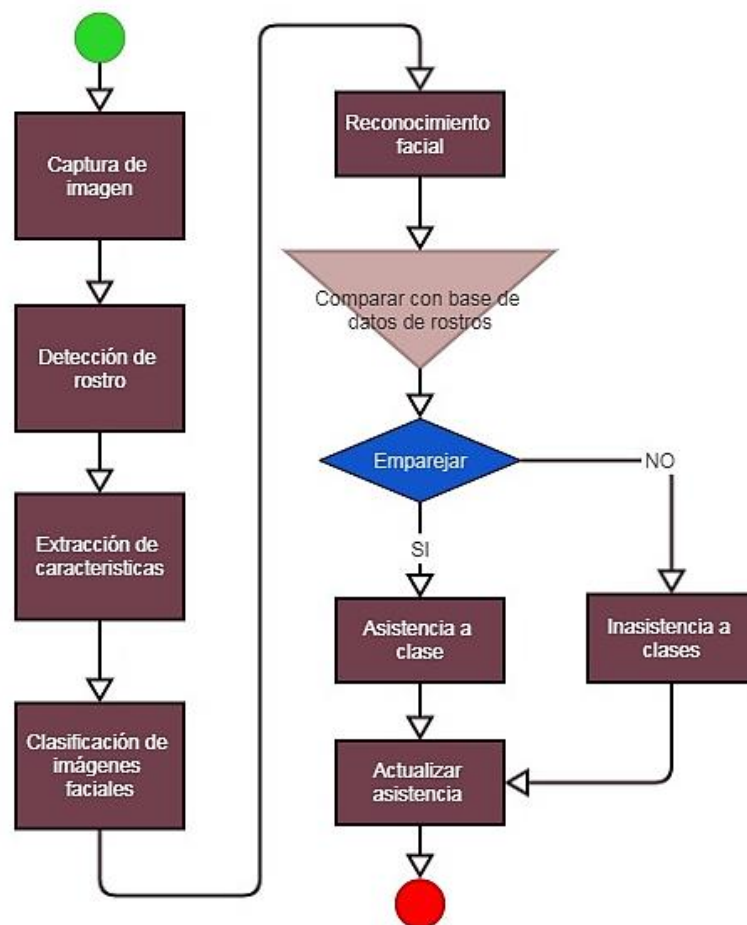 Captura de
imagen
Detección de
rostro
Extracción de
caracteristicas
Clasificación de
imágenes
faciales
Reconocimiento
facial
Comparar con base de
datos de rostros
Emparejar
NO
SI
Asistencia a
clase
Inasistencia a
clases
Actualizar
asistencia